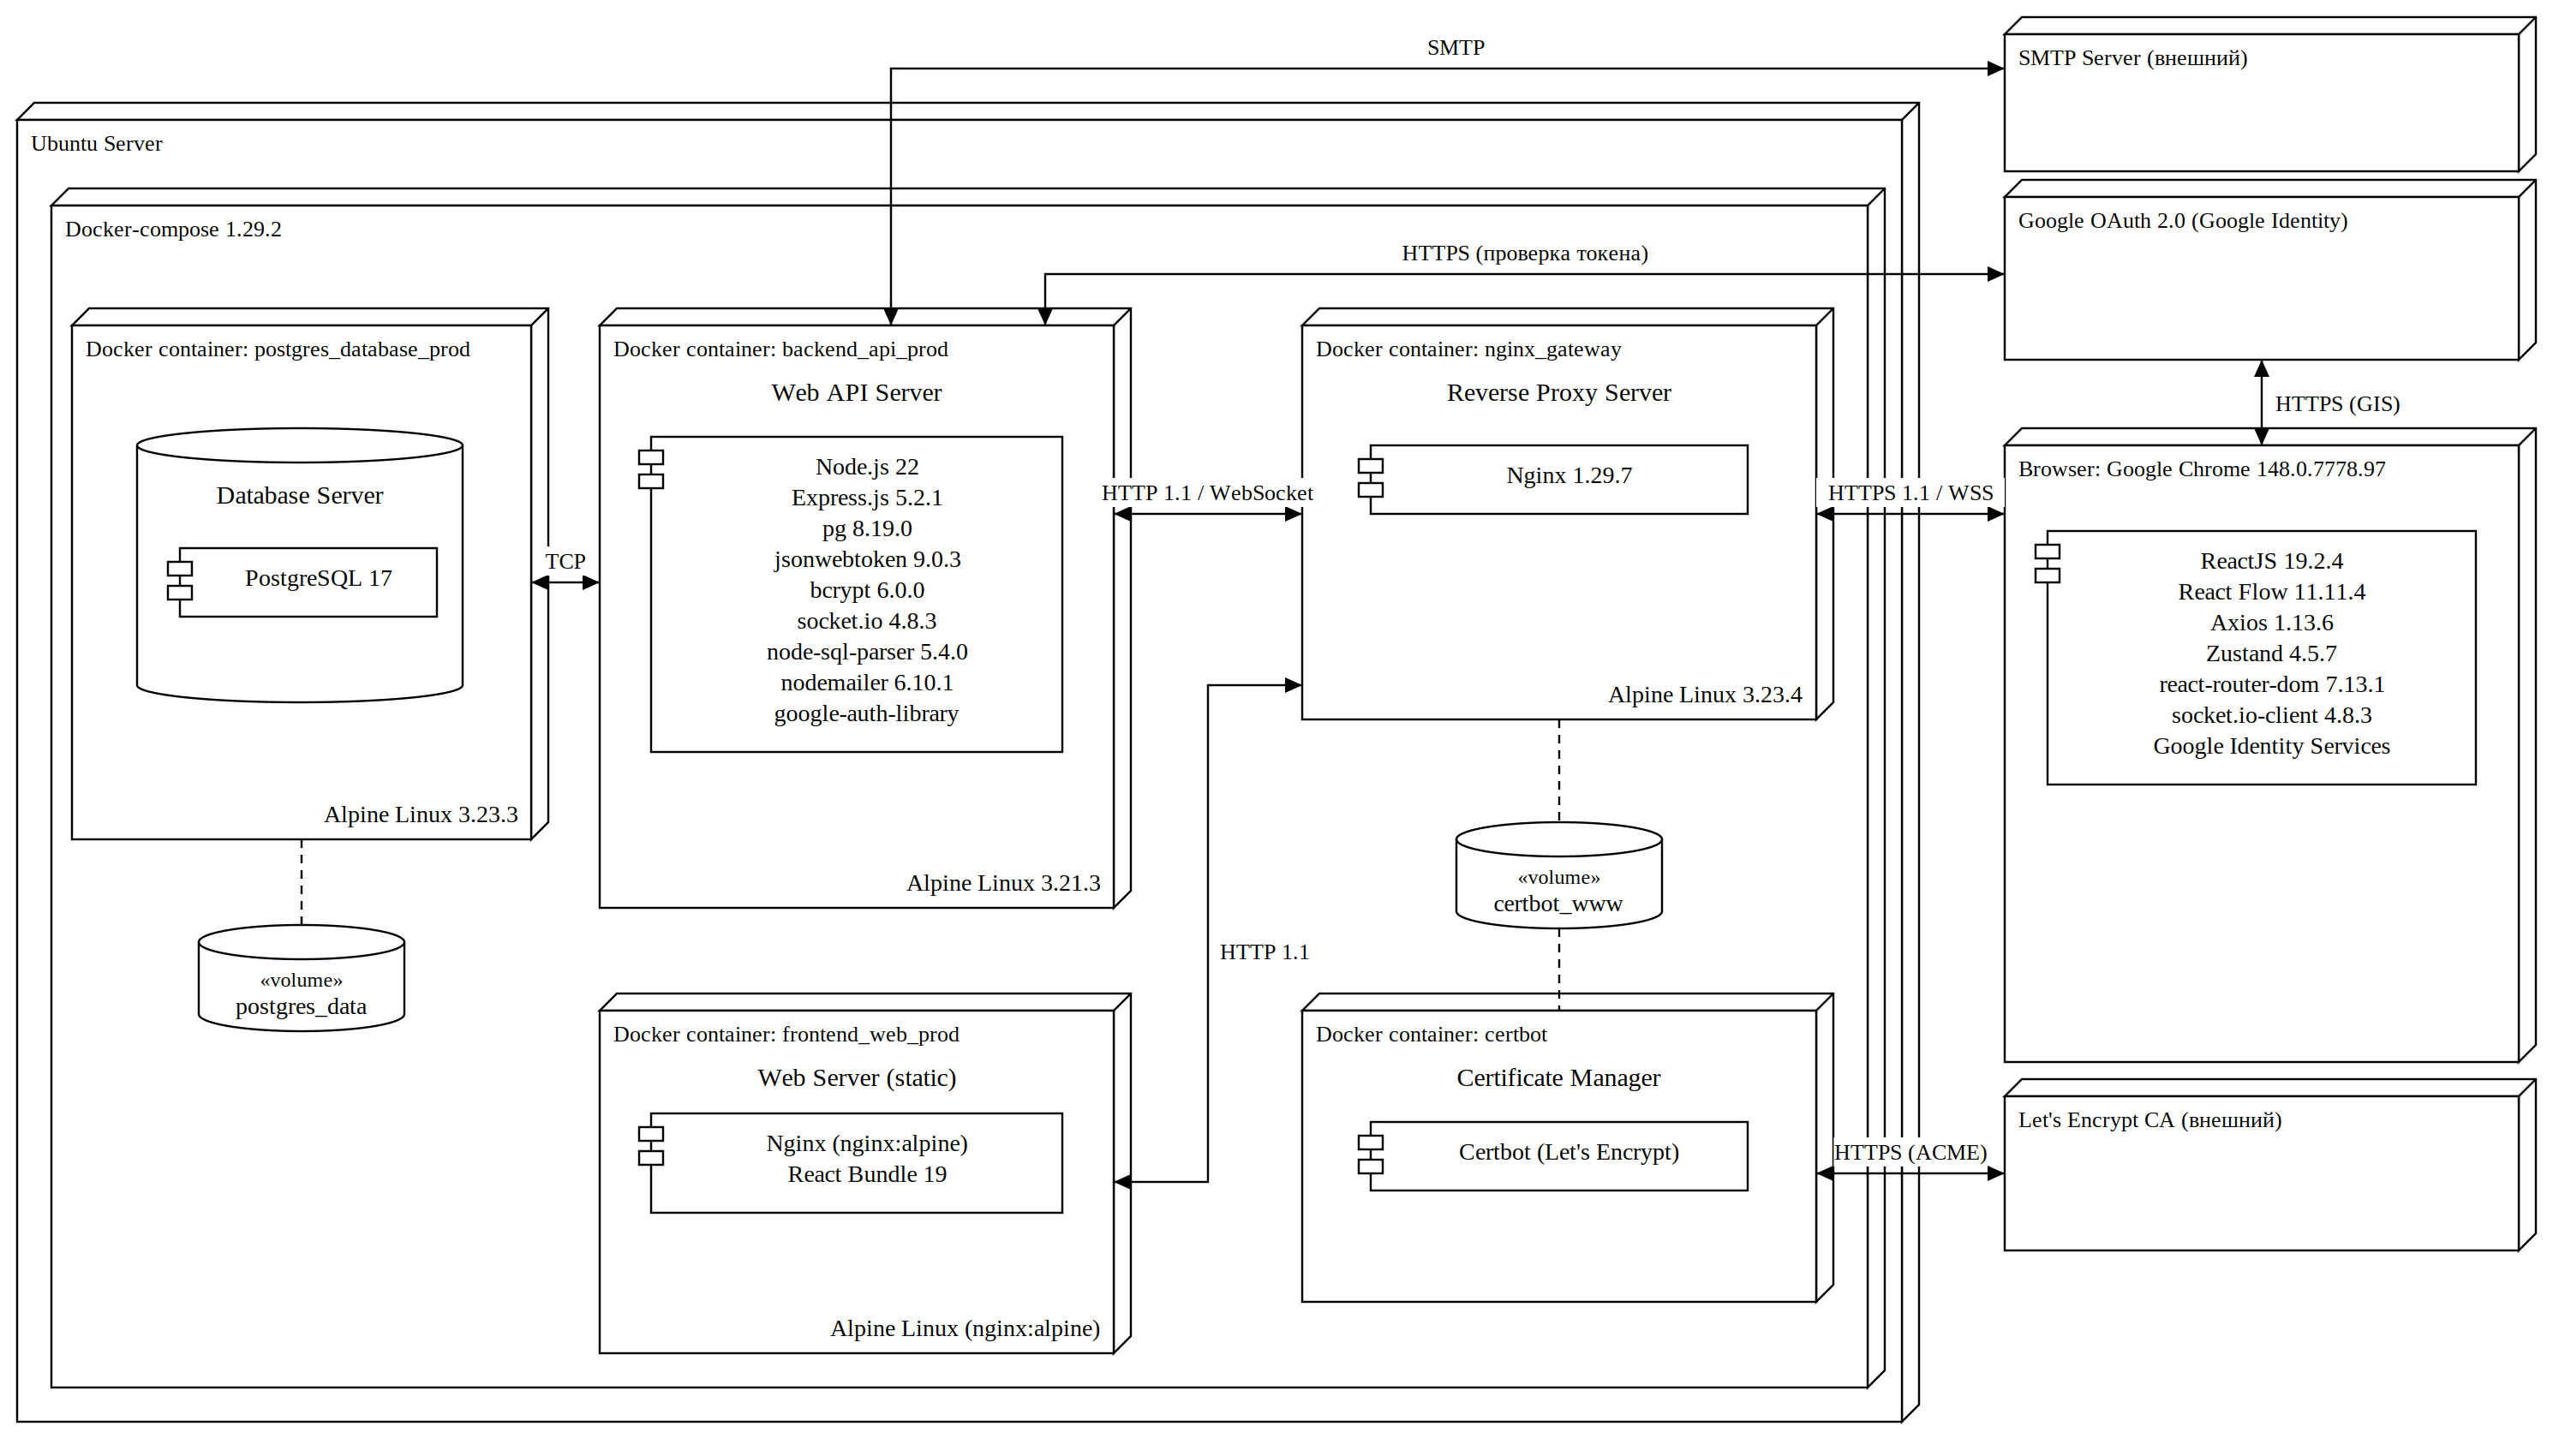 SMTP
SMTP Server (внешний)
Ubuntu Server
Docker-compose 1.29.2
Google OAuth 2.0 (Google Identity)
HTTPS (проверка токена)
Docker container: postgres_database_prod
Database Server
PostgreSQL 17
Alpine Linux 3.23.3
«volume»
postgres_data
TCP
Docker container: backend_api_prod
Web API Server
Node.js 22
Express.js 5.2.1
pg 8.19.0
jsonwebtoken 9.0.3
bcrypt 6.0.0
socket.io 4.8.3
node-sql-parser 5.4.0
nodemailer 6.10.1
google-auth-library
Alpine Linux 3.21.3
HTTP 1.1 / WebSocket
Docker container: nginx_gateway
Reverse Proxy Server
Nginx 1.29.7
Alpine Linux 3.23.4
HTTPS 1.1 / WSS
HTTPS (GIS)
Browser: Google Chrome 148.0.7778.97
ReactJS 19.2.4
React Flow 11.11.4
Axios 1.13.6
Zustand 4.5.7
react-router-dom 7.13.1
socket.io-client 4.8.3
Google Identity Services
«volume»
certbot_www
HTTP 1.1
Docker container: frontend_web_prod
Web Server (static)
Nginx (nginx:alpine)
React Bundle 19
Alpine Linux (nginx:alpine)
Docker container: certbot
Certificate Manager
Certbot (Let's Encrypt)
HTTPS (ACME)
Let's Encrypt CA (внешний)